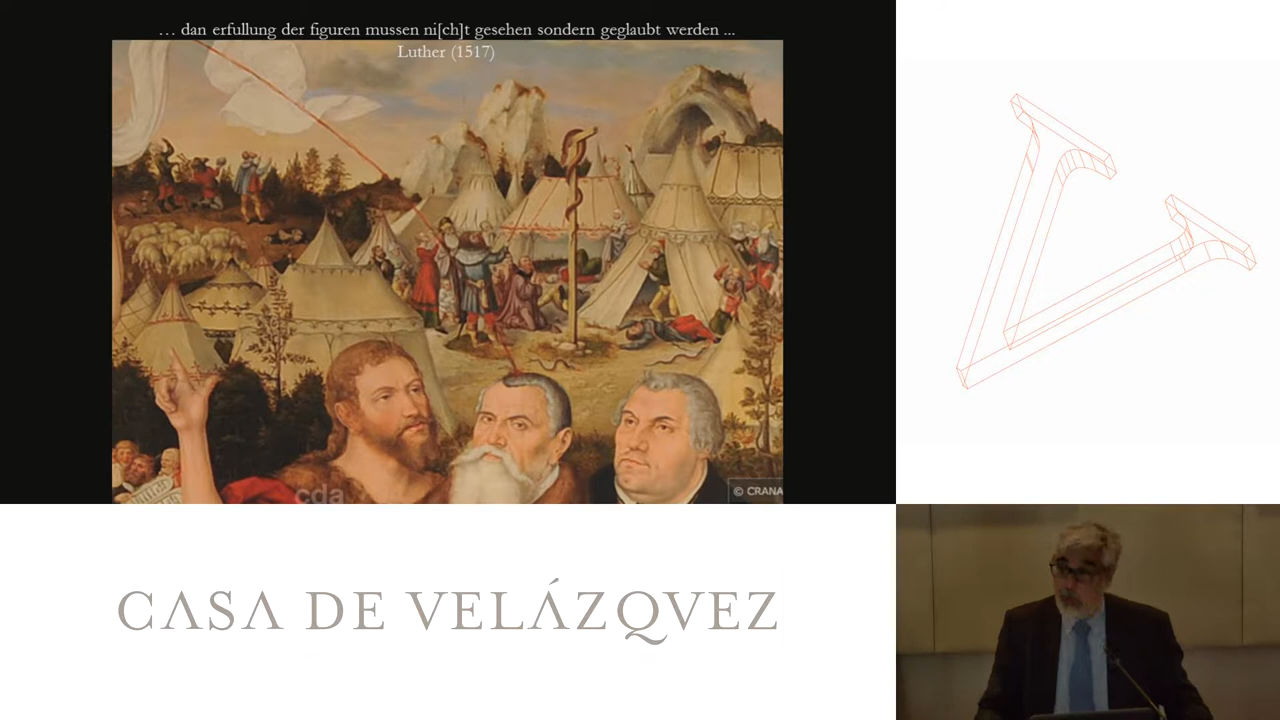 … dan erfullung der figuren mussen ni[ch]t gesehen sondern geglaubt werden ...
Luther (1517)
cda
© CRANA
CASA DE VELÁZQVEZ